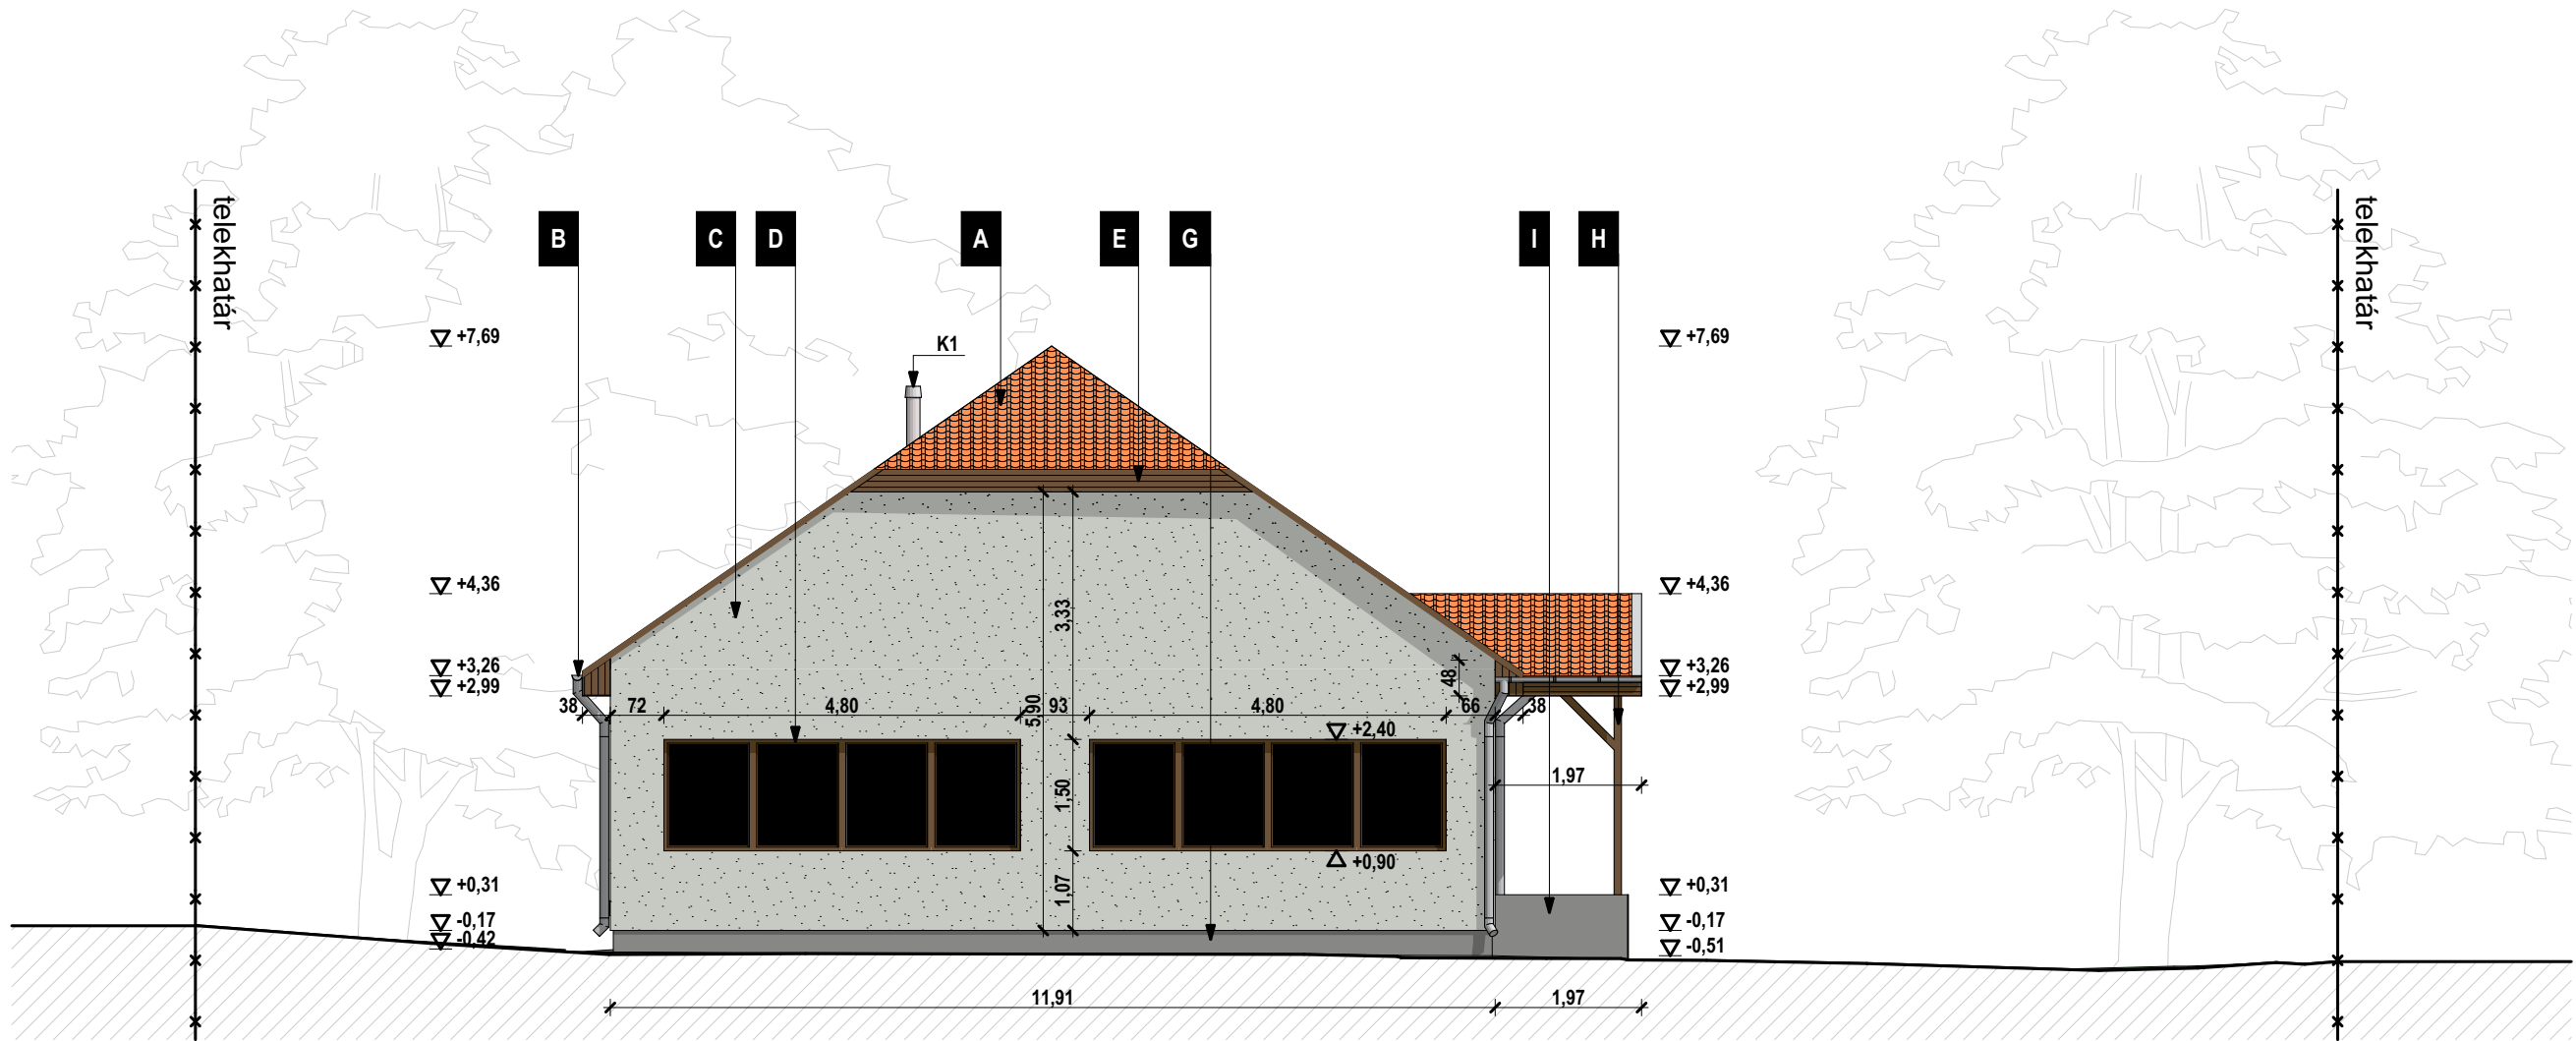 telekhatár
telekhatár
B
C
D
A
E
G
I
H
+7,69
+7,69
K1
+4,36
+4,36
3,33
+3,26
+3,26
+2,99
+2,99
48
38
72
4,80
5,90
93
4,80
66
38
+2,40
1,50
1,97
+0,90
1,07
+0,31
+0,31
-0,17
-0,17
-0,42
-0,51
11,91
1,97